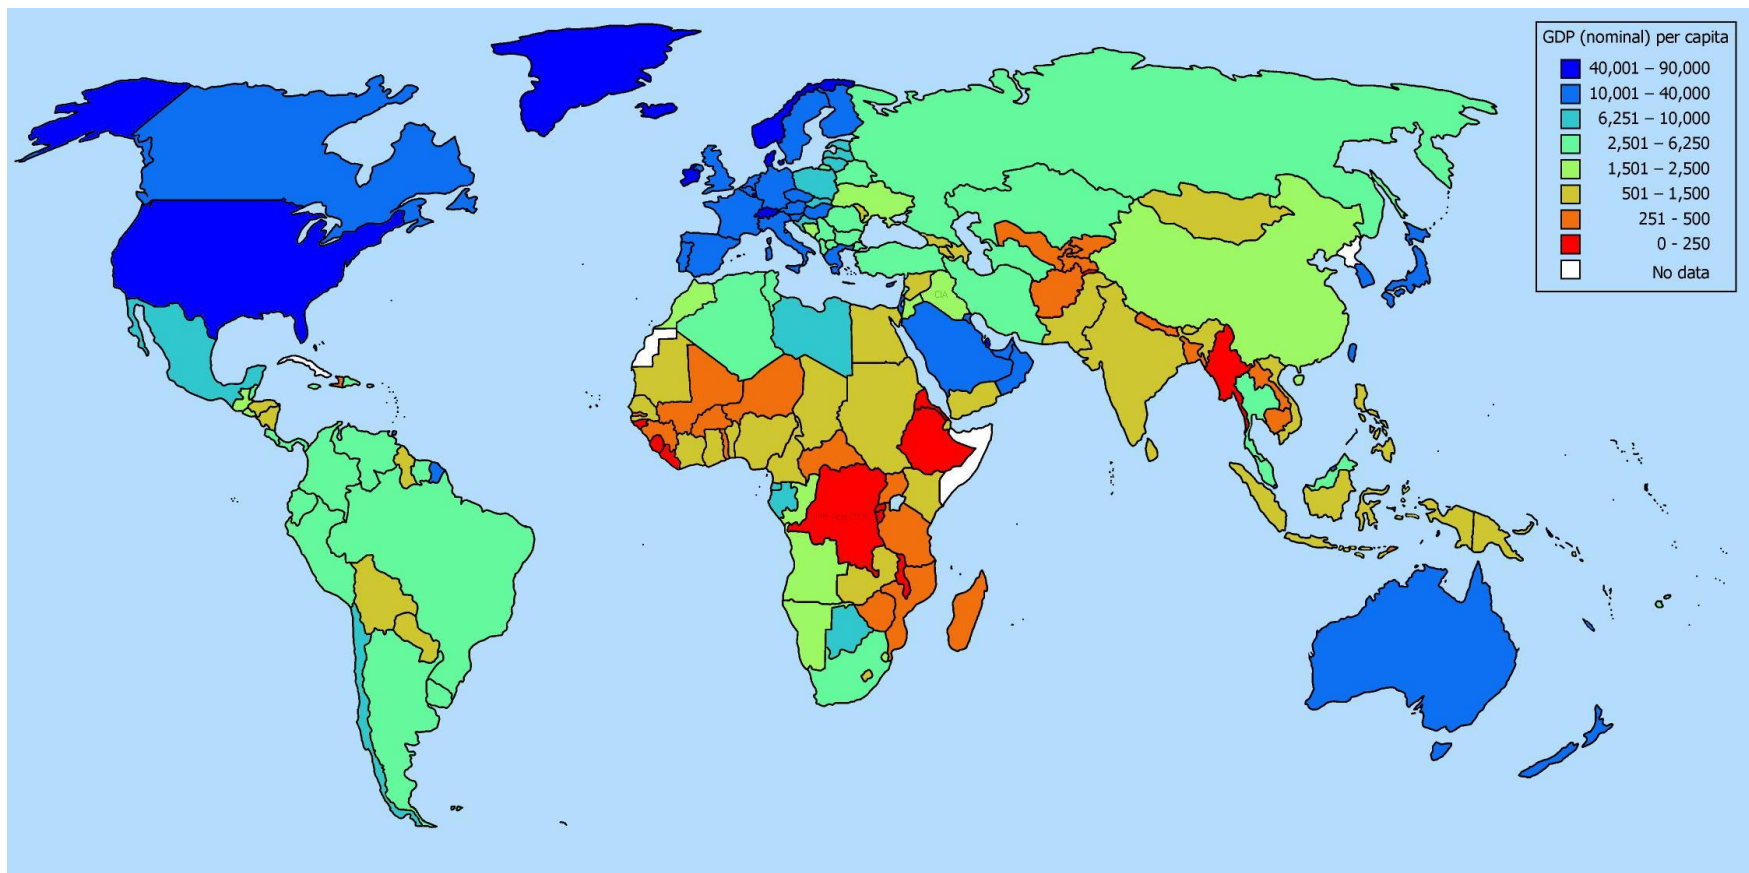 GDP (nominal) per capita
40,001 – 90,000
10,001 – 40,000
6,251 – 10,000
2,501 – 6,250
1,501 – 2,500
501 – 1,500
251 - 500
0 - 250
No data
CIA